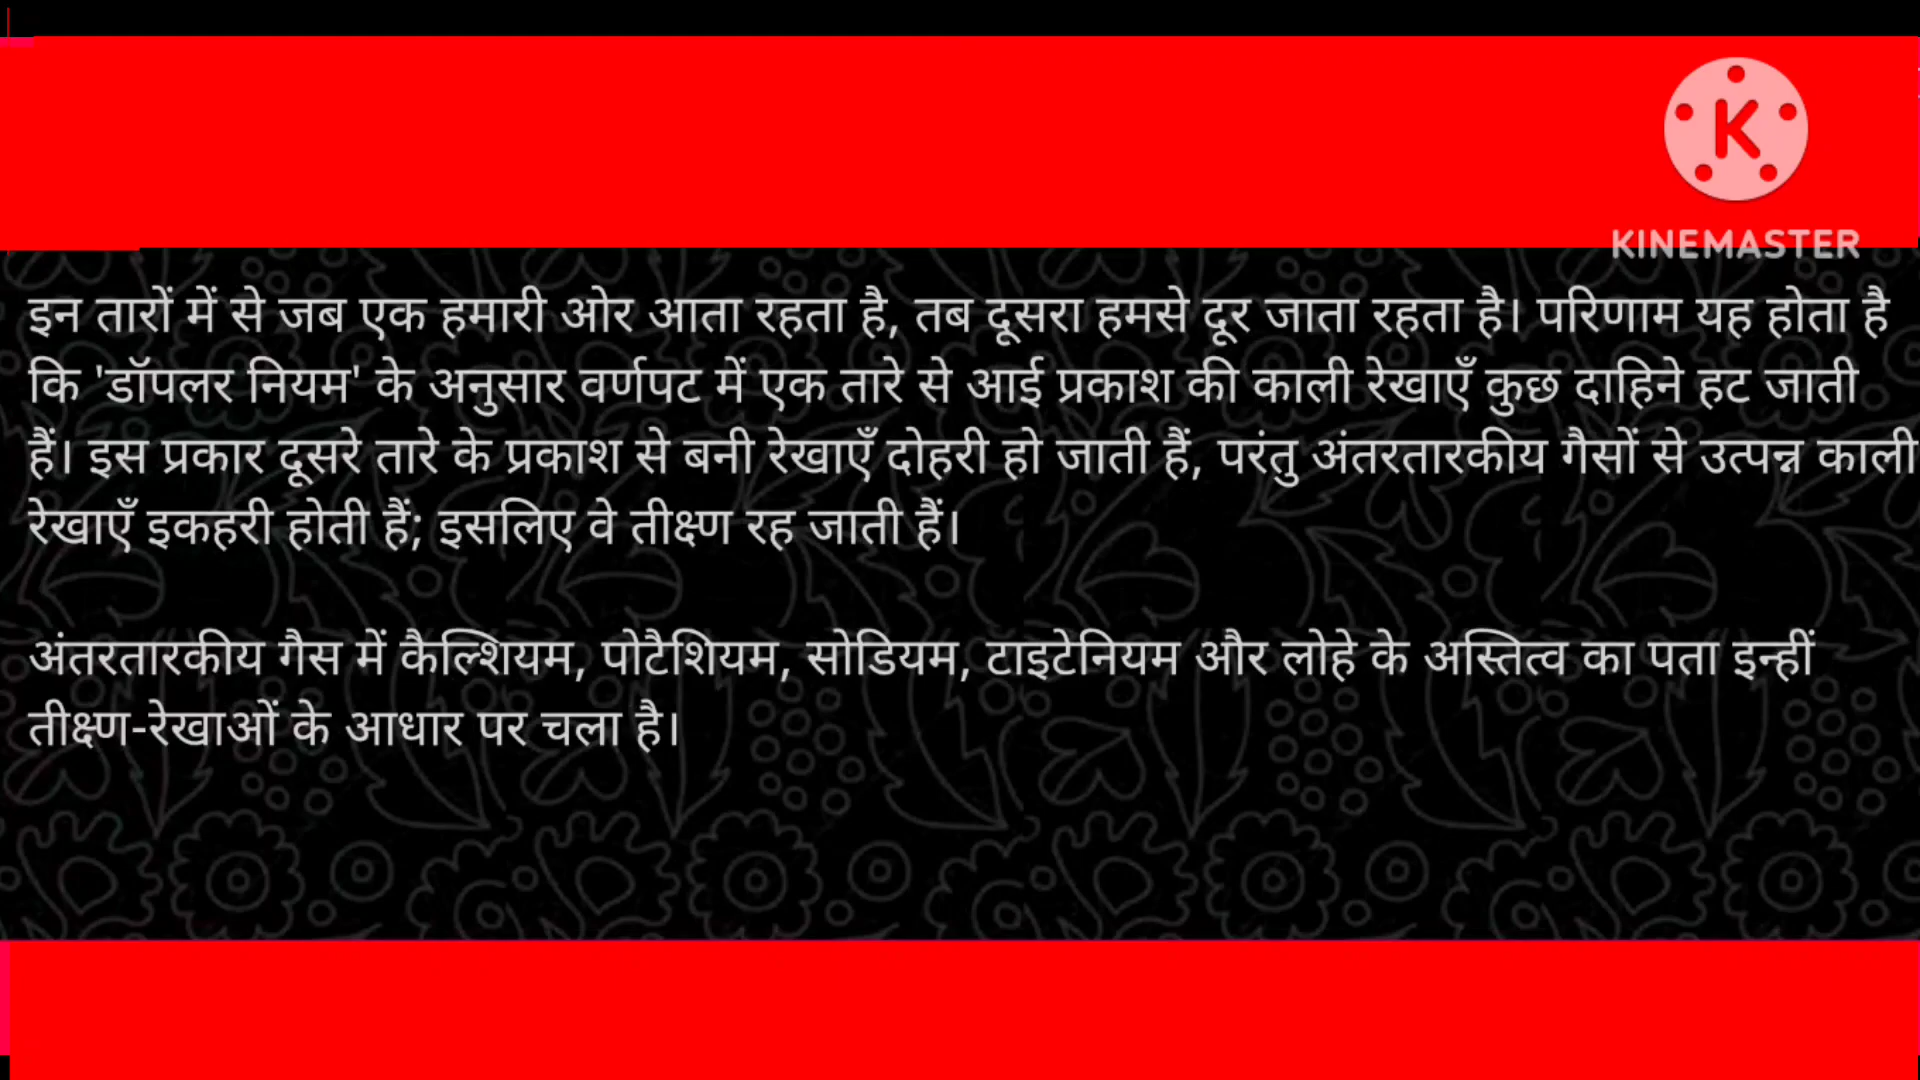 K
KINEMASTER
इन तारों में से जब एक हमारी ओर आता रहता है, तब दूसरा हमसे दूर जाता रहता है। परिणाम यह होता है
कि 'डॉपलर नियम' के अनुसार वर्णपट में एक तारे से आई प्रकाश की काली रेखाएँ कुछ दाहिने हट जाती
हैं। इस प्रकार दूसरे तारे के प्रकाश से बनी रेखाएँ दोहरी हो जाती हैं, परंतु अंतरतारकीय गैसों से उत्पन्न काली
रेखाएँ इकहरी होती हैं; इसलिए वे तीक्ष्ण रह जाती हैं।
अंतरतारकीय गैस में कैल्शियम, पोटैशियम, सोडियम, टाइटेनियम और लोहे के अस्तित्व का पता इन्हीं
तीक्ष्ण-रेखाओं के आधार पर चला है।